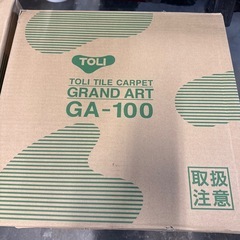 TOLI
TOLI TILE CARPET
GRAND ART
GA-100
取扱
注意